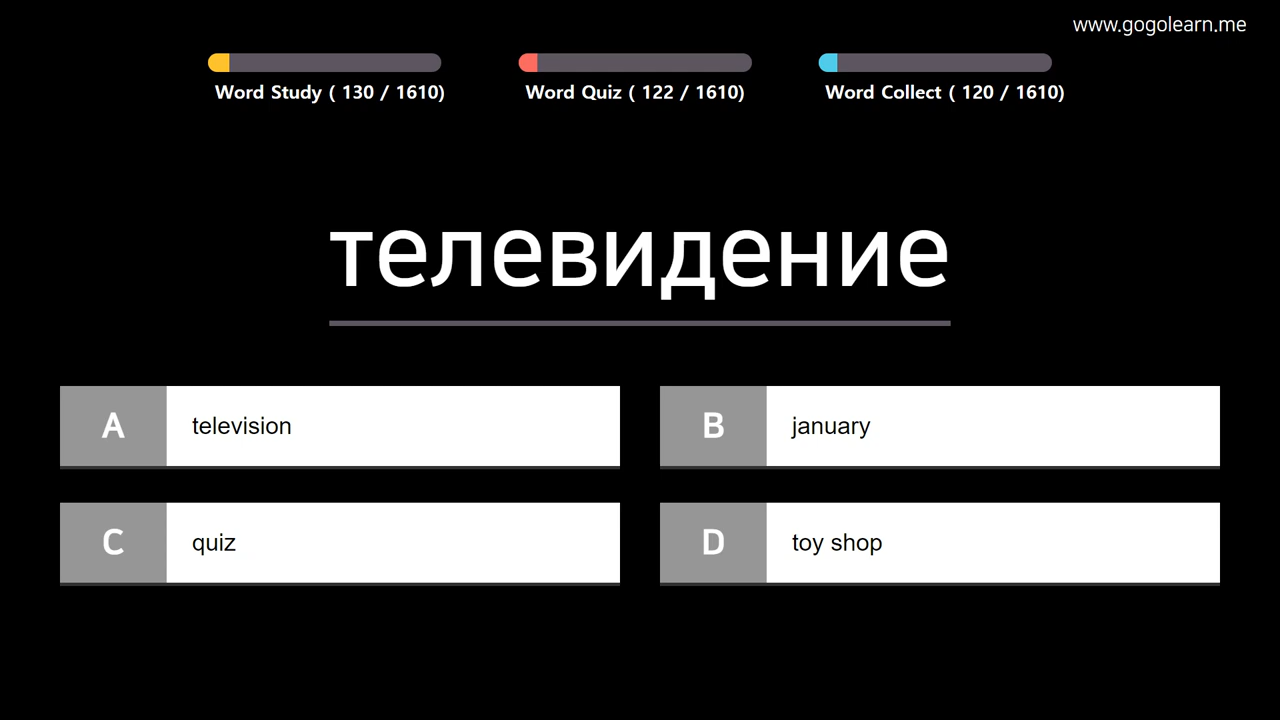 www.gogolearn.me
Word Study ( 130 / 1610)
Word Quiz ( 122 / 1610)
Word Collect ( 120 / 1610)
телевидение
A television
B january
C quiz
D toy shop